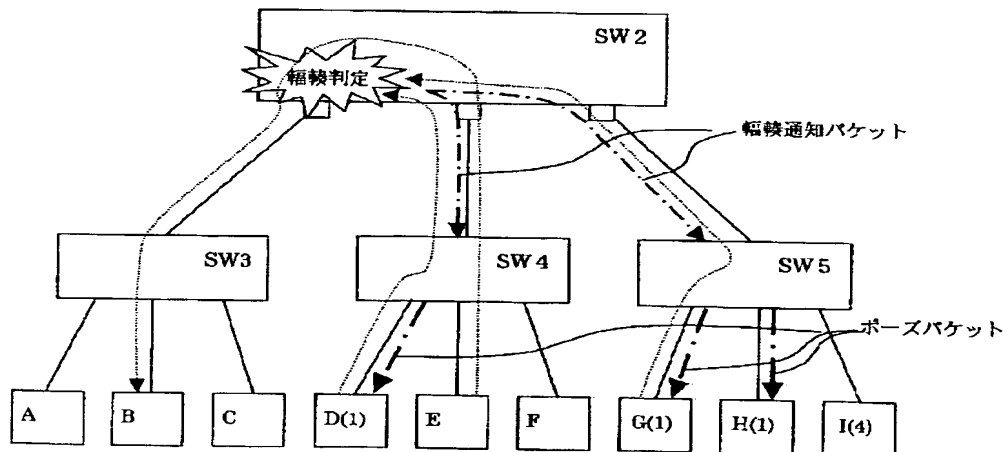 SW2
輻輳判定
輻輳通知パケット
SW3
SW4
SW5
ポーズパケット
A
B
C
D(1)
E
F
G(1)
H(1)
I(4)